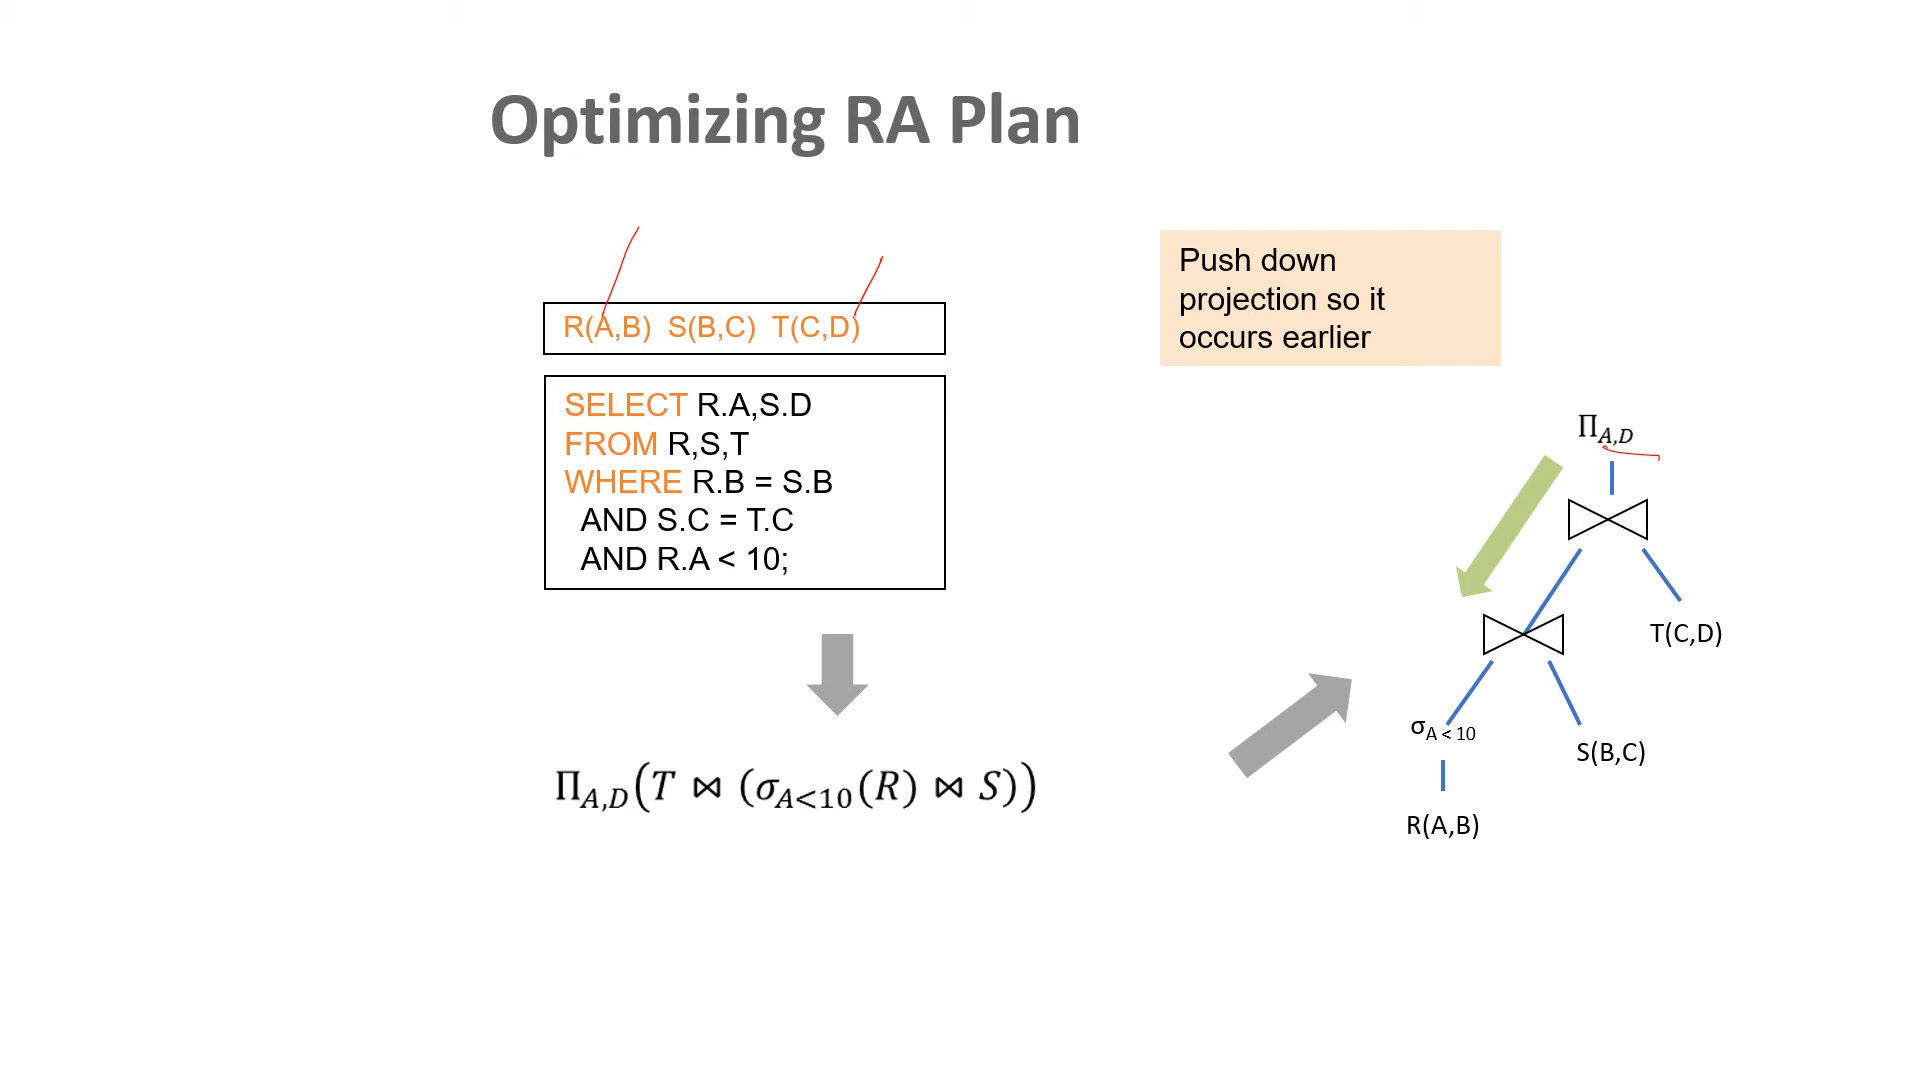 Optimizing RA Plan
R(A,B) S(B,C) T(C,D)
SELECT R.A,S.D
FROM R,S,T
WHERE R.B = S.B
AND S.C = T.C
AND R.A < 10;
Π_{A,D}(T ⋈ (σ_{A<10}(R) ⋈ S))
Push down
projection so it
occurs earlier
Π_{A,D}
T(C,D)
σ_{A < 10}
S(B,C)
R(A,B)